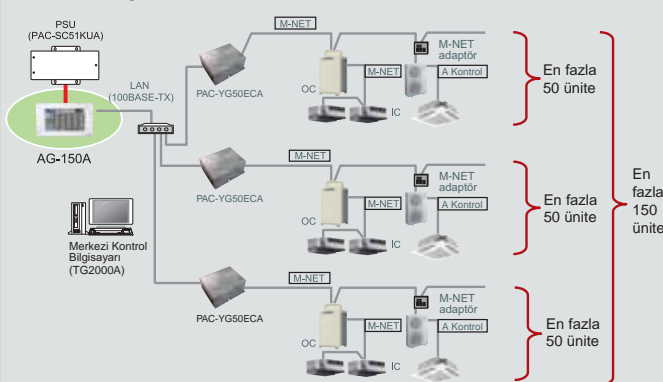 PSU
(PAC-SC51KUA)
AG-150A
LAN
(100BASE-TX)
Merkezi Kontrol
Bilgisayarı
(TG2000A)
PAC-YG50ECA
M-NET
M-NET
adaptör
M-NET
A Kontrol
OC
IC
En fazla
50 ünite
PAC-YG50ECA
M-NET
M-NET
adaptör
M-NET
A Kontrol
OC
IC
En fazla
50 ünite
PAC-YG50ECA
M-NET
M-NET
adaptör
M-NET
A Kontrol
OC
IC
En fazla
50 ünite
En
fazla
150
ünite